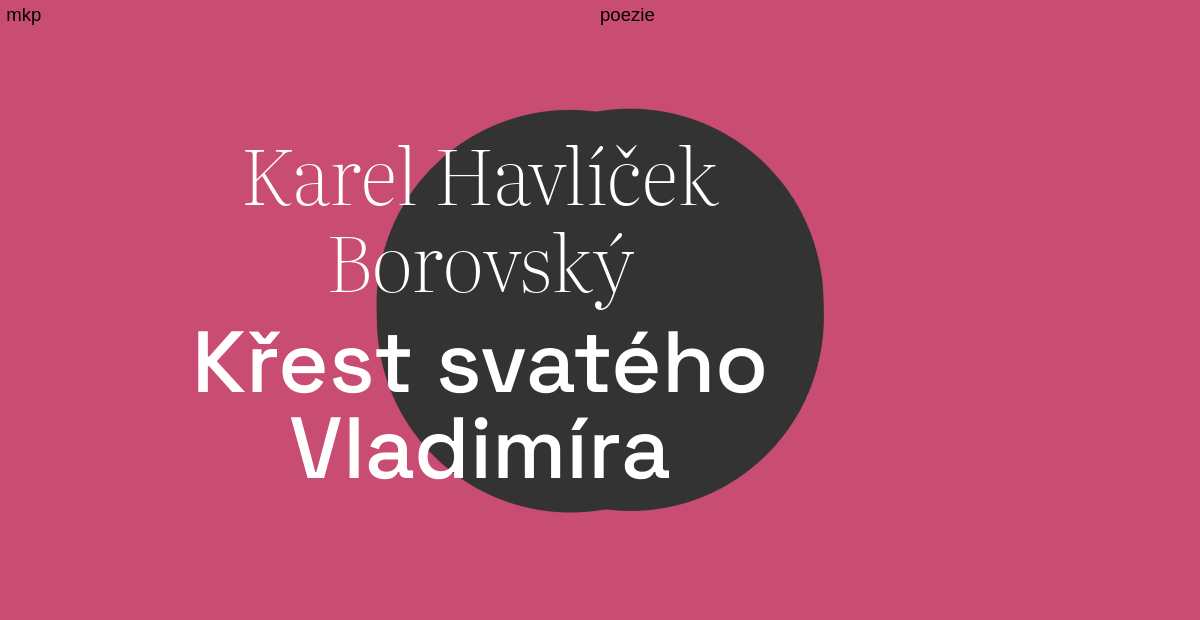 mkp
poezie
Karel Havlíček
Borovský
Křest svatého
Vladimíra